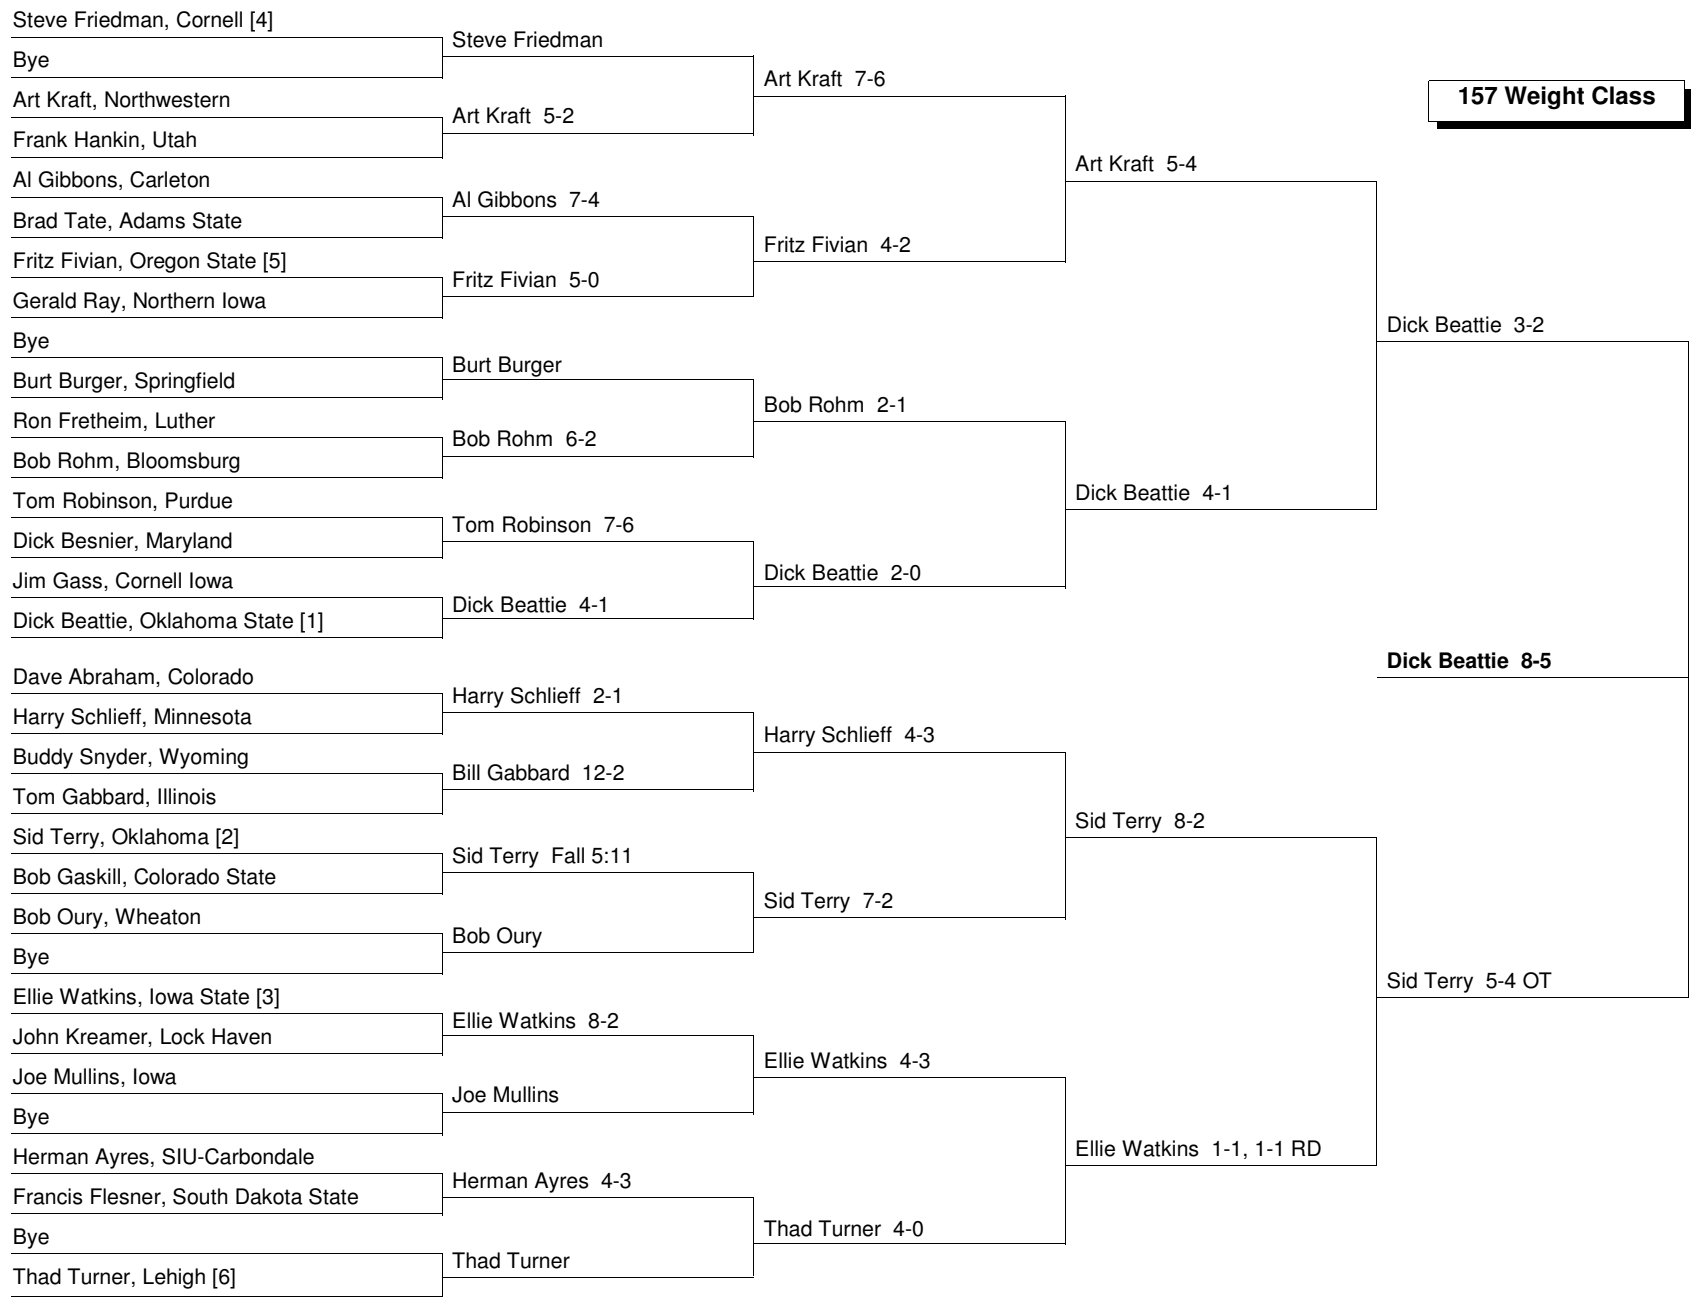 157 Weight Class
Steve Friedman, Cornell [4]
Bye
Art Kraft, Northwestern
Frank Hankin, Utah
Al Gibbons, Carleton
Brad Tate, Adams State
Fritz Fivian, Oregon State [5]
Gerald Ray, Northern Iowa
Bye
Burt Burger, Springfield
Ron Fretheim, Luther
Bob Rohm, Bloomsburg
Tom Robinson, Purdue
Dick Besnier, Maryland
Jim Gass, Cornell Iowa
Dick Beattie, Oklahoma State [1]
Dave Abraham, Colorado
Harry Schlieff, Minnesota
Buddy Snyder, Wyoming
Tom Gabbard, Illinois
Sid Terry, Oklahoma [2]
Bob Gaskill, Colorado State
Bob Oury, Wheaton
Bye
Ellie Watkins, Iowa State [3]
John Kreamer, Lock Haven
Joe Mullins, Iowa
Bye
Herman Ayres, SIU-Carbondale
Francis Flesner, South Dakota State
Bye
Thad Turner, Lehigh [6]
Steve Friedman
Art Kraft 5-2
Al Gibbons 7-4
Fritz Fivian 5-0
Burt Burger
Bob Rohm 6-2
Tom Robinson 7-6
Dick Beattie 4-1
Harry Schlieff 2-1
Bill Gabbard 12-2
Sid Terry Fall 5:11
Bob Oury
Ellie Watkins 8-2
Joe Mullins
Herman Ayres 4-3
Thad Turner
Art Kraft 7-6
Fritz Fivian 4-2
Bob Rohm 2-1
Dick Beattie 2-0
Harry Schlieff 4-3
Sid Terry 7-2
Ellie Watkins 4-3
Thad Turner 4-0
Art Kraft 5-4
Dick Beattie 4-1
Sid Terry 8-2
Ellie Watkins 1-1, 1-1 RD
Dick Beattie 3-2
Sid Terry 5-4 OT
Dick Beattie 8-5